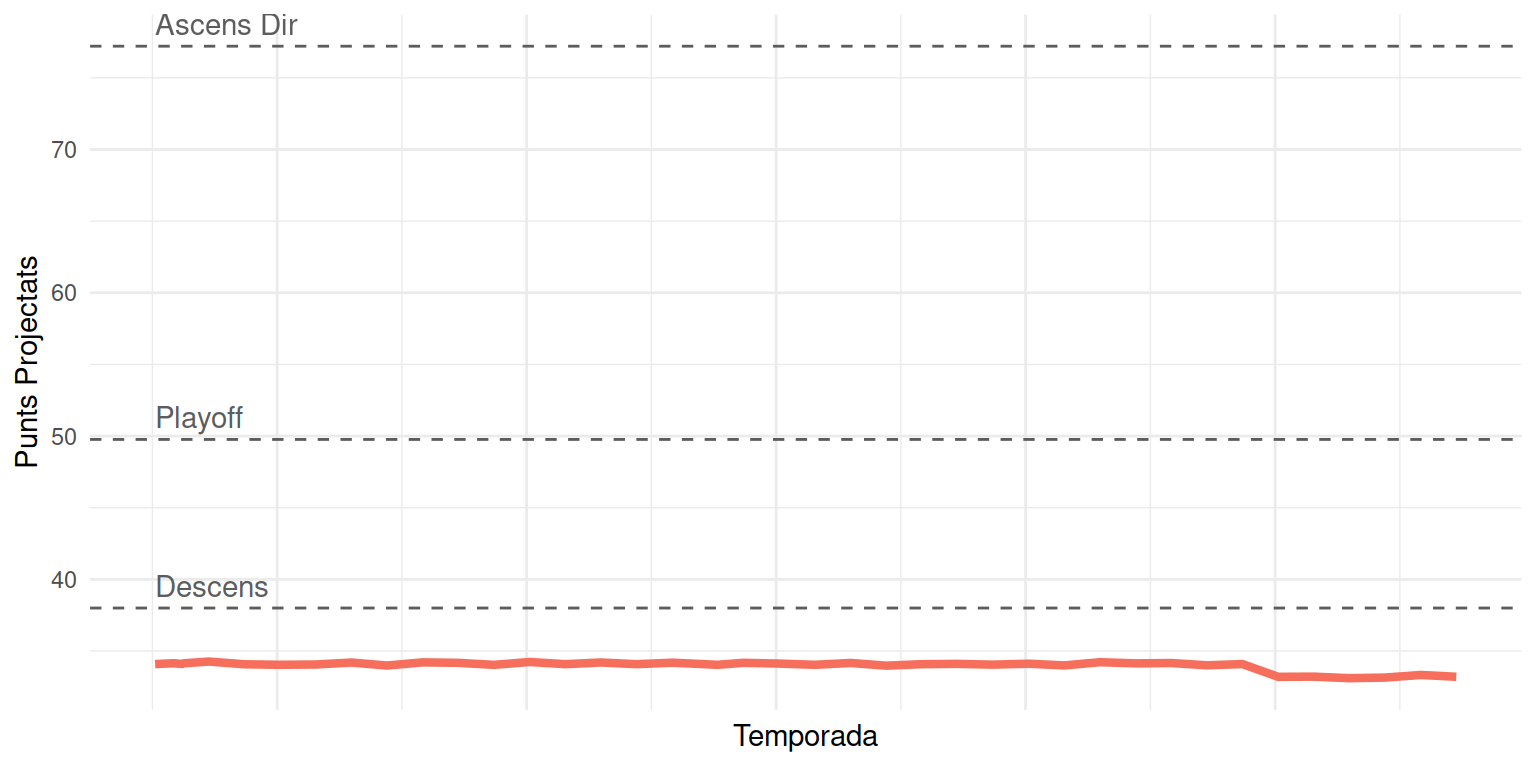 Ascens Dir
70
60
Playoff
50
Descens
40
Punts Projectats
Temporada